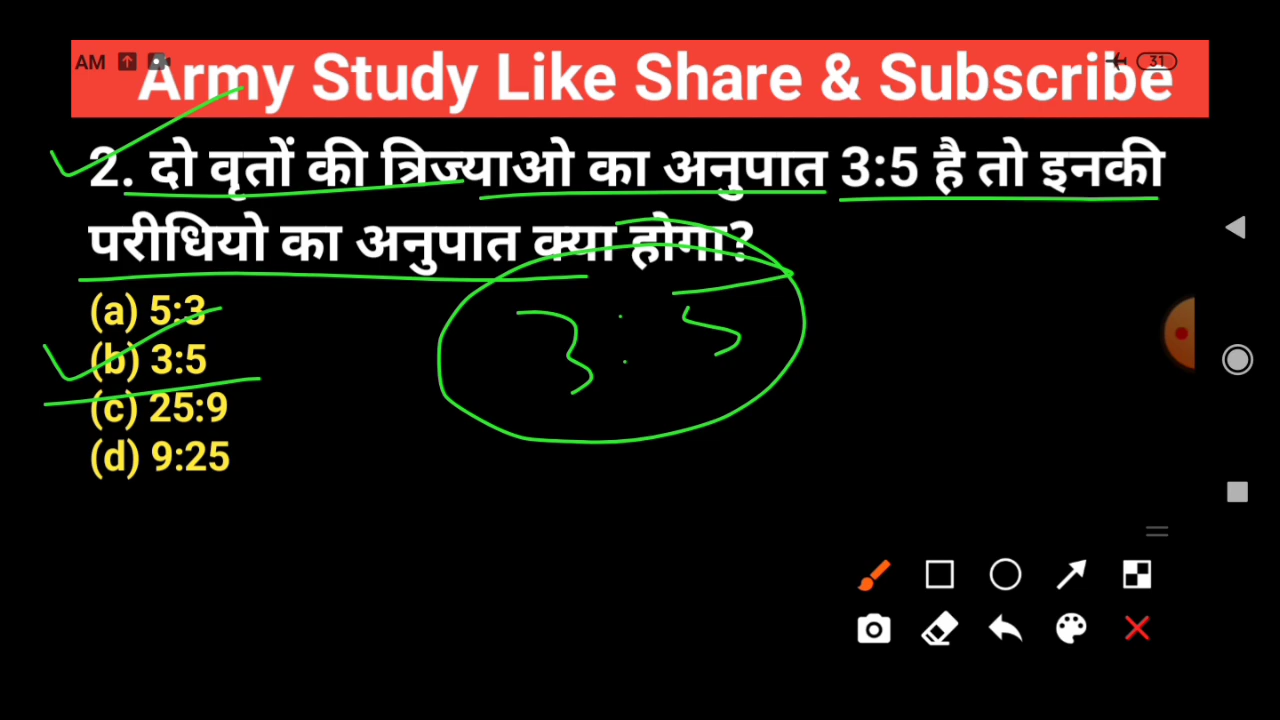 AM
31
Army Study Like Share & Subscribe
2. दो वृतों की त्रिज्याओ का अनुपात 3:5 है तो इनकी
परीधियो का अनुपात क्या होगा?
(a) 5:3
(b) 3:5
(c) 25:9
(d) 9:25
3 : 5